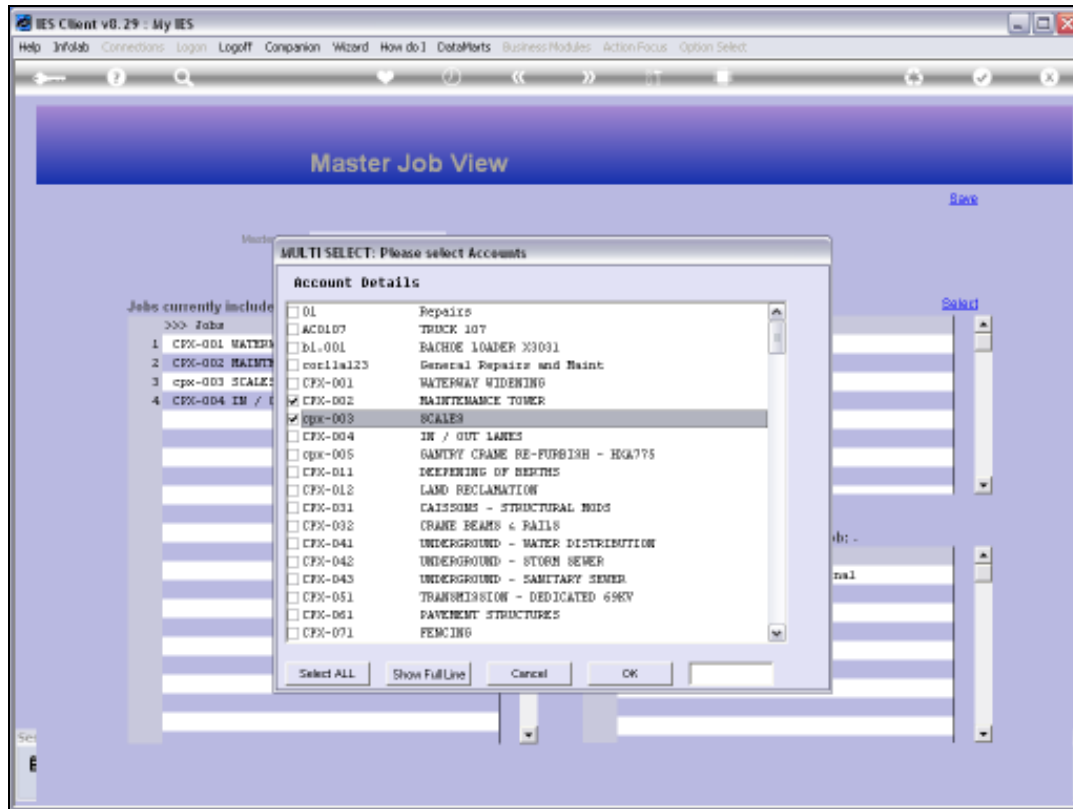 IES Client v8.29 : My IES
Help Infolab Connections Logon Logoff Companion Wizard How do I DataMarts Business Modules Action Focus Option Select
Master Job View
Save
Master
MULTI SELECT: Please select Accounts
Account Details
Jobs currently include
Select
>>> Jobs
1 CPX-001 WATERW
2 CPX-002 MAINTE
3 cpx-003 SCALES
4 CPX-004 IN / O
01 Repairs
AC0107 TRUCK 107
bl.001 BACHOE LOADER X3031
corlla123 General Repairs and Maint
CPX-001 WATERWAY WIDENING
CPX-002 MAINTENANCE TOWER
cpx-003 SCALES
CPX-004 IN / OUT LANES
cpx-005 GANTRY CRANE RE-FURBISH - HXA775
CPX-011 DEEPENING OF BERTHS
CPX-012 LAND RECLAMATION
CPX-031 CAISSONS - STRUCTURAL MODS
CPX-032 CRANE BEAMS & RAILS
CPX-041 UNDERGROUND - WATER DISTRIBUTION
CPX-042 UNDERGROUND - STORM SEWER
CPX-043 UNDERGROUND - SANITARY SEWER
CPX-051 TRANSMISSION - DEDICATED 69KV
CPX-061 PAVEMENT STRUCTURES
CPX-071 FENCING
ob: -
nal
Select ALL Show Full Line Cancel OK